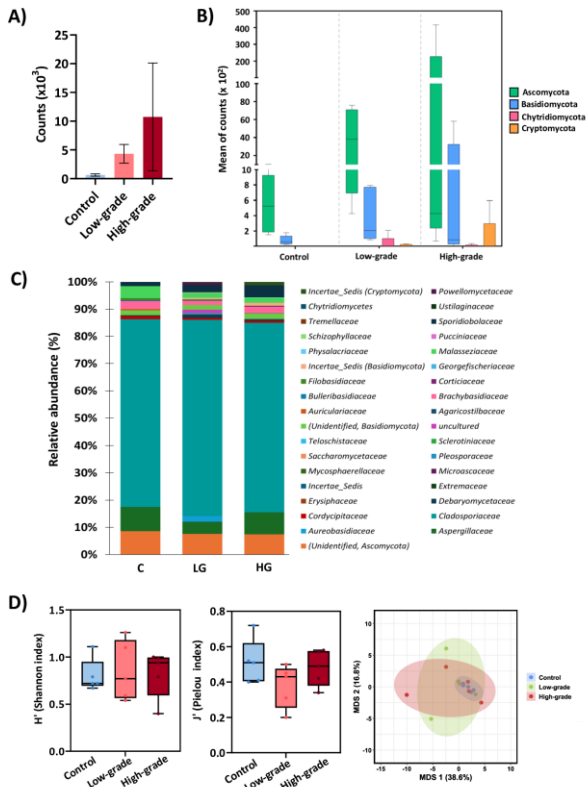 A)
Counts (x10³)
25
20
15
10
5
0
Control
Low-grade
High-grade
B)
Mean of counts (x 10²)
500
400
300
200
100
80
60
40
20
10
8
6
4
2
Control
Low-grade
High-grade
Ascomycota
Basidiomycota
Chytridiomycota
Cryptomycota
C)
Relative abundance (%)
100%
90%
80%
70%
60%
50%
40%
30%
20%
10%
0%
C
LG
HG
Incertae_Sedis (Cryptomycota)
Powellomycetaceae
Chytridiomycetes
Ustilaginaceae
Tremellaceae
Sporidiobolaceae
Schizophyllaceae
Pucciniaceae
Physalacriaceae
Malasseziaceae
Incertae_Sedis (Basidiomycota)
Georgefischeriaceae
Filobasidiaceae
Corticiaceae
Bulleribasidiaceae
Brachybasidiaceae
Auriculariaceae
Agaricostilbaceae
(Unidentified, Basidiomycota)
uncultured
Teloschistaceae
Sclerotiniaceae
Saccharomycetaceae
Pleosporaceae
Mycosphaerellaceae
Microascaceae
Incertae_Sedis
Extremaceae
Erysiphaceae
Debaryomycetaceae
Cordycipitaceae
Cladosporiaceae
Aureobasidiaceae
Aspergillaceae
(Unidentified, Ascomycota)
D)
H' (Shannon index)
1.5
1.0
0.5
0.0
Control
Low-grade
High-grade
J' (Pielou index)
0.8
0.6
0.4
0.2
0.0
Control
Low-grade
High-grade
MDS 2 (16.8%)
10
5
0
-5
-10
-15
-10
-5
0
5
10
MDS 1 (38.6%)
Control
Low-grade
High-grade